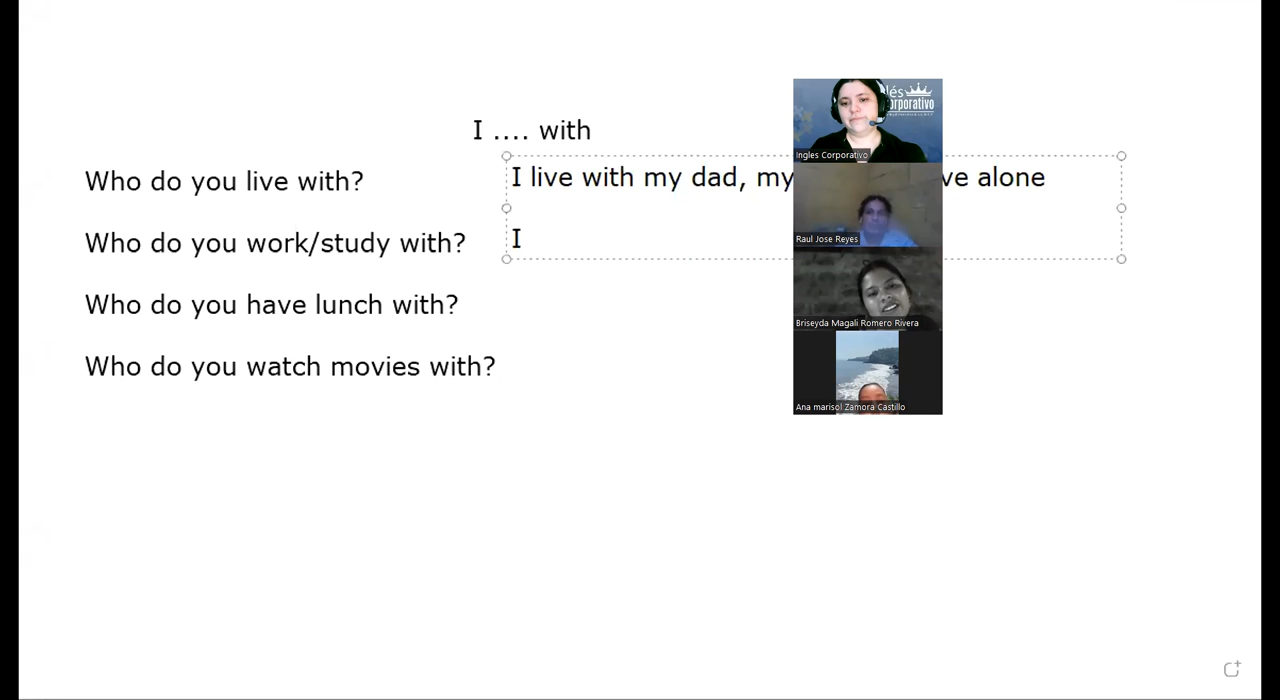 I .... with
Who do you live with?
I live with my dad, my ve alone
Who do you work/study with?
I
Who do you have lunch with?
Who do you watch movies with?
lés
orporativo
Ingles Corporativo
Raul Jose Reyes
Briseyda Magali Romero Rivera
Ana marisol Zamora Castillo